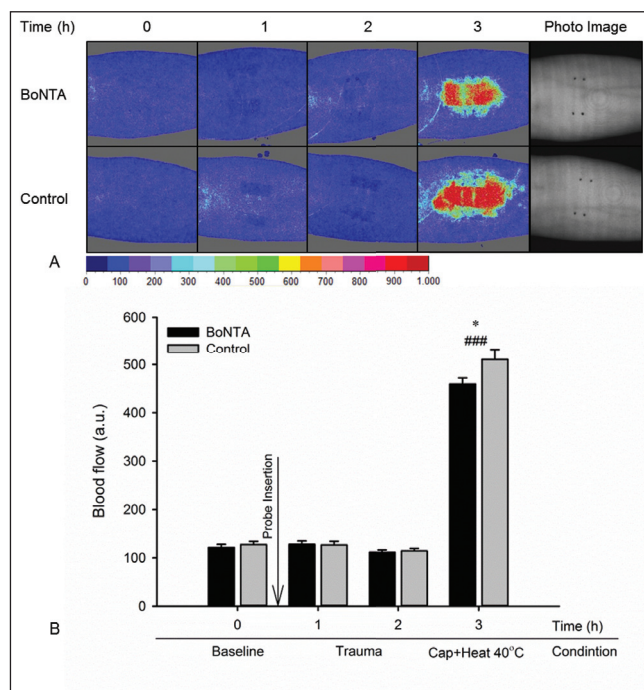 Time (h) 0 1 2 3 Photo Image
BoNTA
Control
A
0 100 200 300 400 500 600 700 800 900 1.000
600
BoNTA
Control
*
###
500
400
300
200
100
0
Blood flow (a.u.)
Probe Insertion
B
0 1 2 3 Time (h)
Baseline Trauma Cap+Heat 40°C Condintion